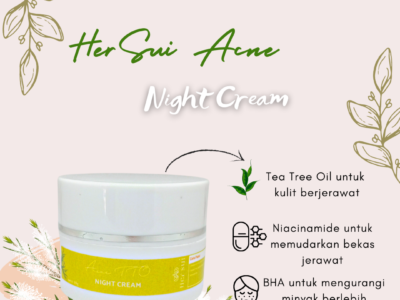 HerSui Acne
Night Cream
Tea Tree Oil untuk
kulit berjerawat
Niacinamide untuk
memudarkan bekas
jerawat
BHA untuk mengurangi
minyak berlebih
NIGHT CREAM